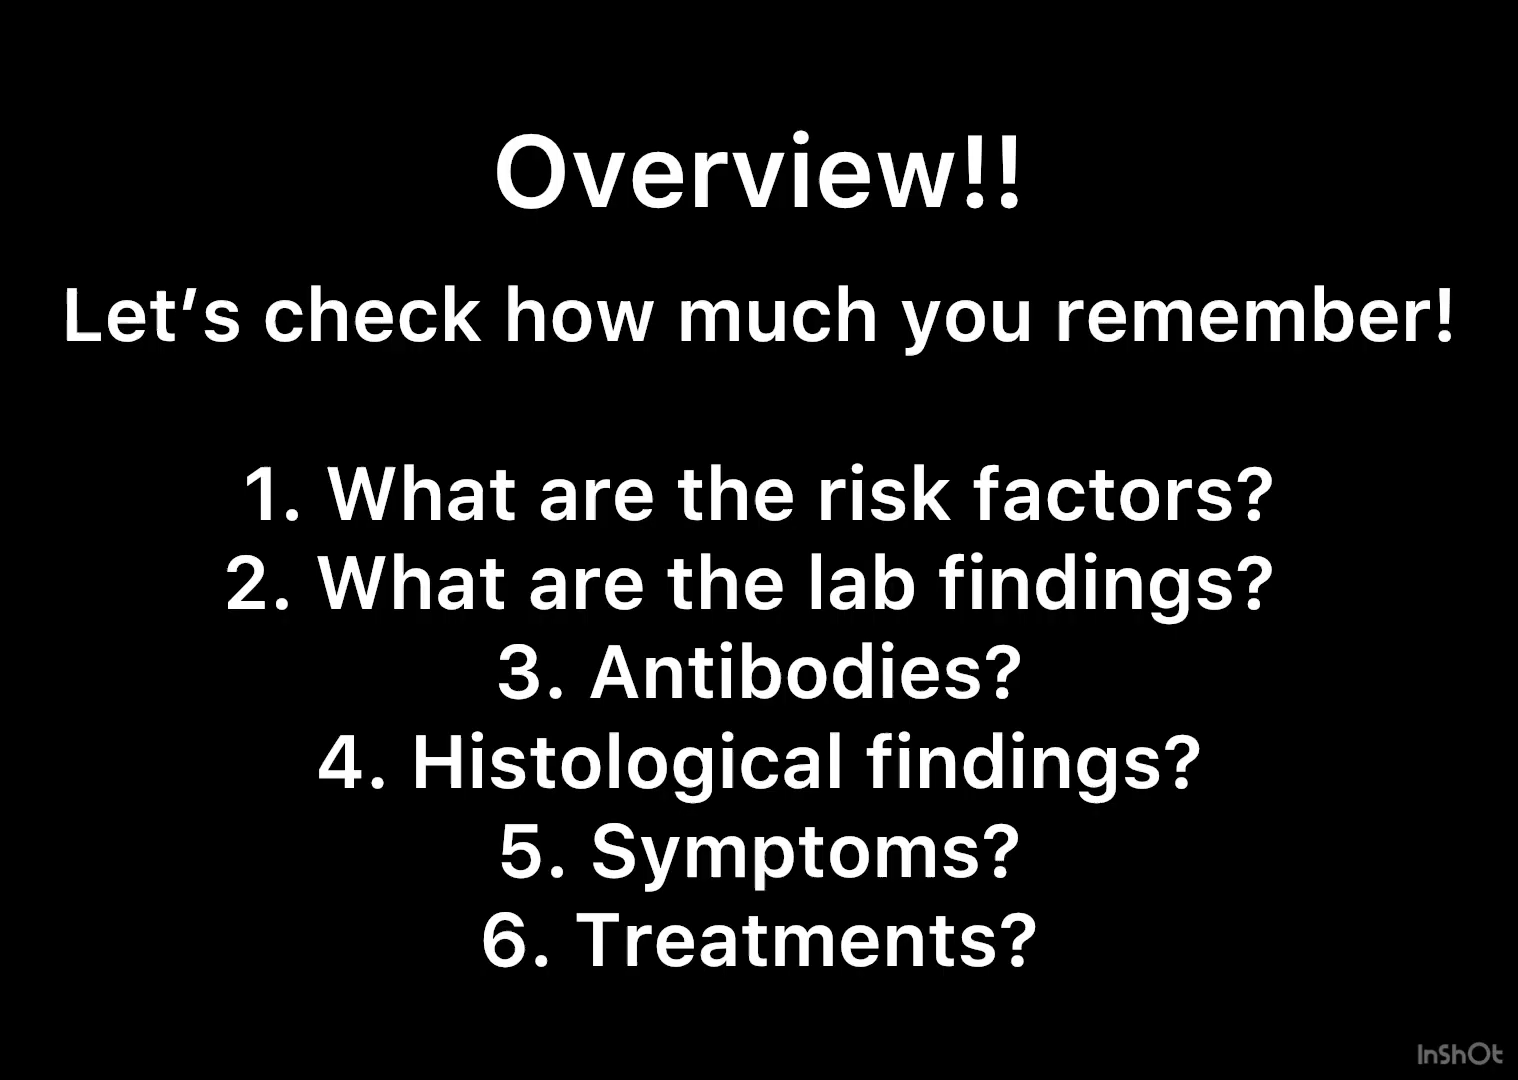 Overview!!
Let’s check how much you remember!
1. What are the risk factors?
2. What are the lab findings?
3. Antibodies?
4. Histological findings?
5. Symptoms?
6. Treatments?
InShOt